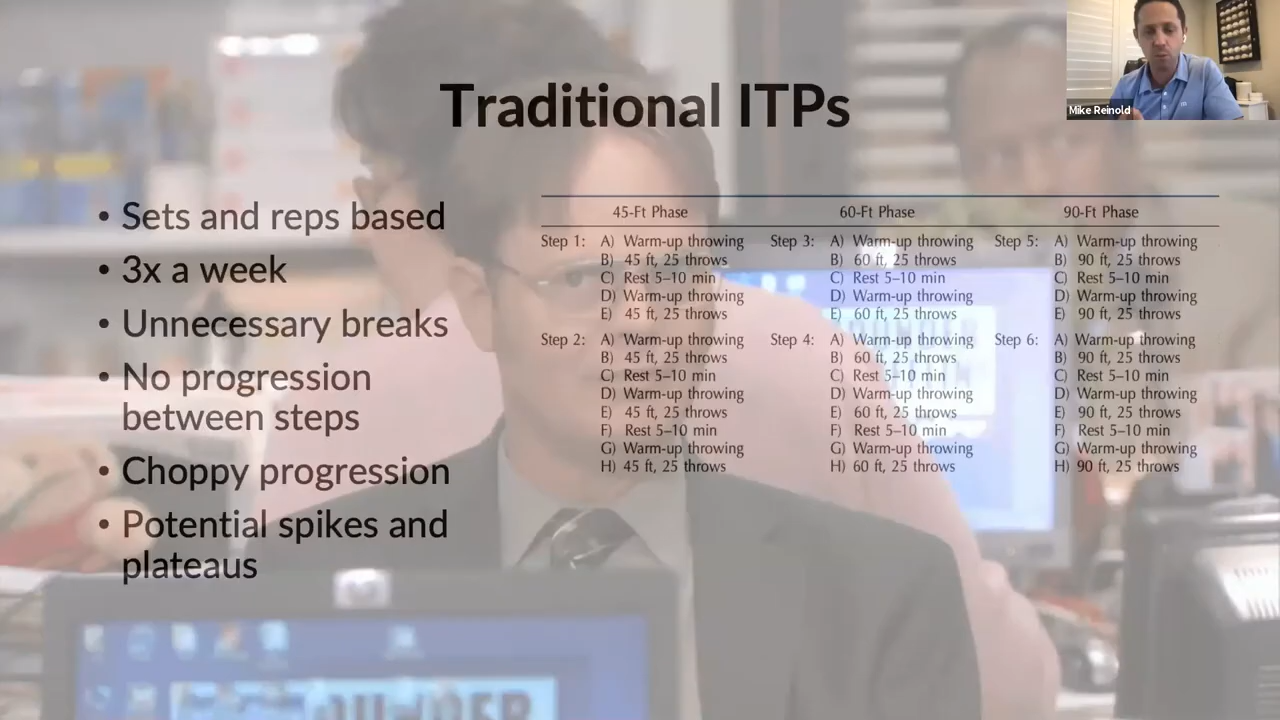 Traditional ITPs
Mike Reinold
• Sets and reps based
• 3x a week
• Unnecessary breaks
• No progression
between steps
• Choppy progression
• Potential spikes and
plateaus
45-Ft Phase 60-Ft Phase 90-Ft Phase
Step 1: A) Warm-up throwing Step 3: A) Warm-up throwing Step 5: A) Warm-up throwing
B) 45 ft, 25 throws B) 60 ft, 25 throws B) 90 ft, 25 throws
C) Rest 5–10 min C) Rest 5–10 min C) Rest 5–10 min
D) Warm-up throwing D) Warm-up throwing D) Warm-up throwing
E) 45 ft, 25 throws E) 60 ft, 25 throws E) 90 ft, 25 throws
Step 2: A) Warm-up throwing Step 4: A) Warm-up throwing Step 6: A) Warm-up throwing
B) 45 ft, 25 throws B) 60 ft, 25 throws B) 90 ft, 25 throws
C) Rest 5–10 min C) Rest 5–10 min C) Rest 5–10 min
D) Warm-up throwing D) Warm-up throwing D) Warm-up throwing
E) 45 ft, 25 throws E) 60 ft, 25 throws E) 90 ft, 25 throws
F) Rest 5–10 min F) Rest 5–10 min F) Rest 5–10 min
G) Warm-up throwing G) Warm-up throwing G) Warm-up throwing
H) 45 ft, 25 throws H) 60 ft, 25 throws H) 90 ft, 25 throws